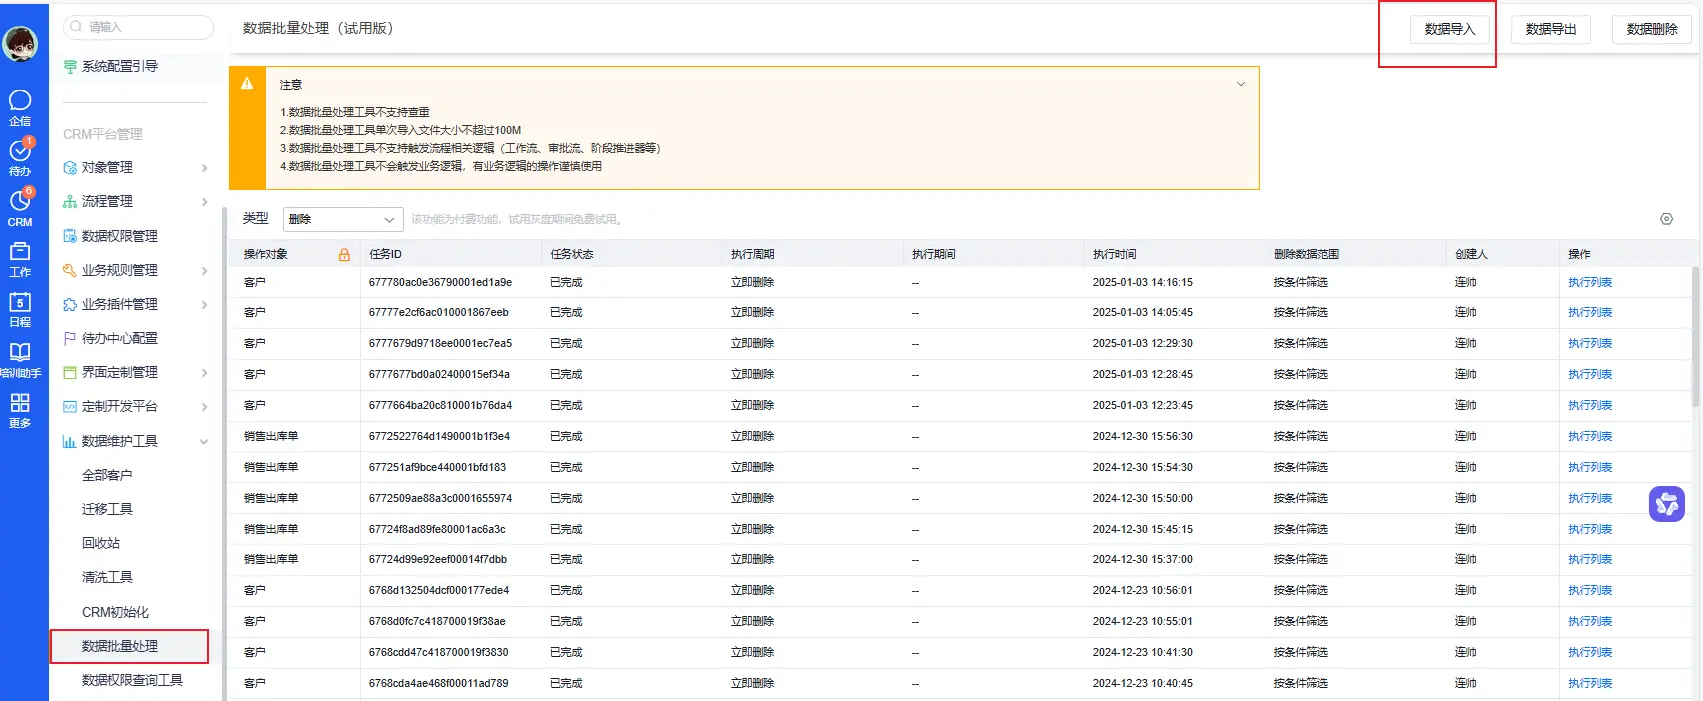 企信
1
待办
6
CRM
工作
5
日程
培训助手
更多
请输入
系统配置引导
CRM平台管理
对象管理
流程管理
数据权限管理
业务规则管理
业务插件管理
待办中心配置
界面定制管理
定制开发平台
数据维护工具
全部客户
迁移工具
回收站
清洗工具
CRM初始化
数据批量处理
数据权限查询工具
数据批量处理（试用版）
数据导入 数据导出 数据删除
注意
1.数据批量处理工具不支持查重
2.数据批量处理工具单次导入文件大小不超过100M
3.数据批量处理工具不支持触发流程相关逻辑（工作流、审批流、阶段推进器等）
4.数据批量处理工具不会触发业务逻辑，有业务逻辑的操作谨慎使用
类型 删除 该功能为付费功能，试用灰度期间免费试用。
操作对象 任务ID 任务状态 执行周期 执行期间 执行时间 删除数据范围 创建人 操作
客户 677780ac0e36790001ed1a9e 已完成 立即删除 -- 2025-01-03 14:16:15 按条件筛选 连帅 执行列表
客户 67777e2cf6ac010001867eeb 已完成 立即删除 -- 2025-01-03 14:05:45 按条件筛选 连帅 执行列表
客户 6777679d9718ee0001ec7ea5 已完成 立即删除 -- 2025-01-03 12:29:30 按条件筛选 连帅 执行列表
客户 6777677bd0a02400015ef34a 已完成 立即删除 -- 2025-01-03 12:28:45 按条件筛选 连帅 执行列表
客户 6777664ba20c810001b76da4 已完成 立即删除 -- 2025-01-03 12:23:45 按条件筛选 连帅 执行列表
销售出库单 6772522764d1490001b1f3e4 已完成 立即删除 -- 2024-12-30 15:56:30 按条件筛选 连帅 执行列表
销售出库单 677251af9bce440001bfd183 已完成 立即删除 -- 2024-12-30 15:54:30 按条件筛选 连帅 执行列表
销售出库单 6772509ae88a3c0001655974 已完成 立即删除 -- 2024-12-30 15:50:00 按条件筛选 连帅 执行列表
销售出库单 67724f8ad89fe80001ac6a3c 已完成 立即删除 -- 2024-12-30 15:45:15 按条件筛选 连帅 执行列表
销售出库单 67724d99e92eef00014f7dbb 已完成 立即删除 -- 2024-12-30 15:37:00 按条件筛选 连帅 执行列表
客户 6768d132504dcf000177ede4 已完成 立即删除 -- 2024-12-23 10:56:01 按条件筛选 连帅 执行列表
客户 6768d0fc7c418700019f38ae 已完成 立即删除 -- 2024-12-23 10:55:01 按条件筛选 连帅 执行列表
客户 6768cdd47c418700019f3830 已完成 立即删除 -- 2024-12-23 10:41:30 按条件筛选 连帅 执行列表
客户 6768cda4ae468f00011ad789 已完成 立即删除 -- 2024-12-23 10:40:45 按条件筛选 连帅 执行列表